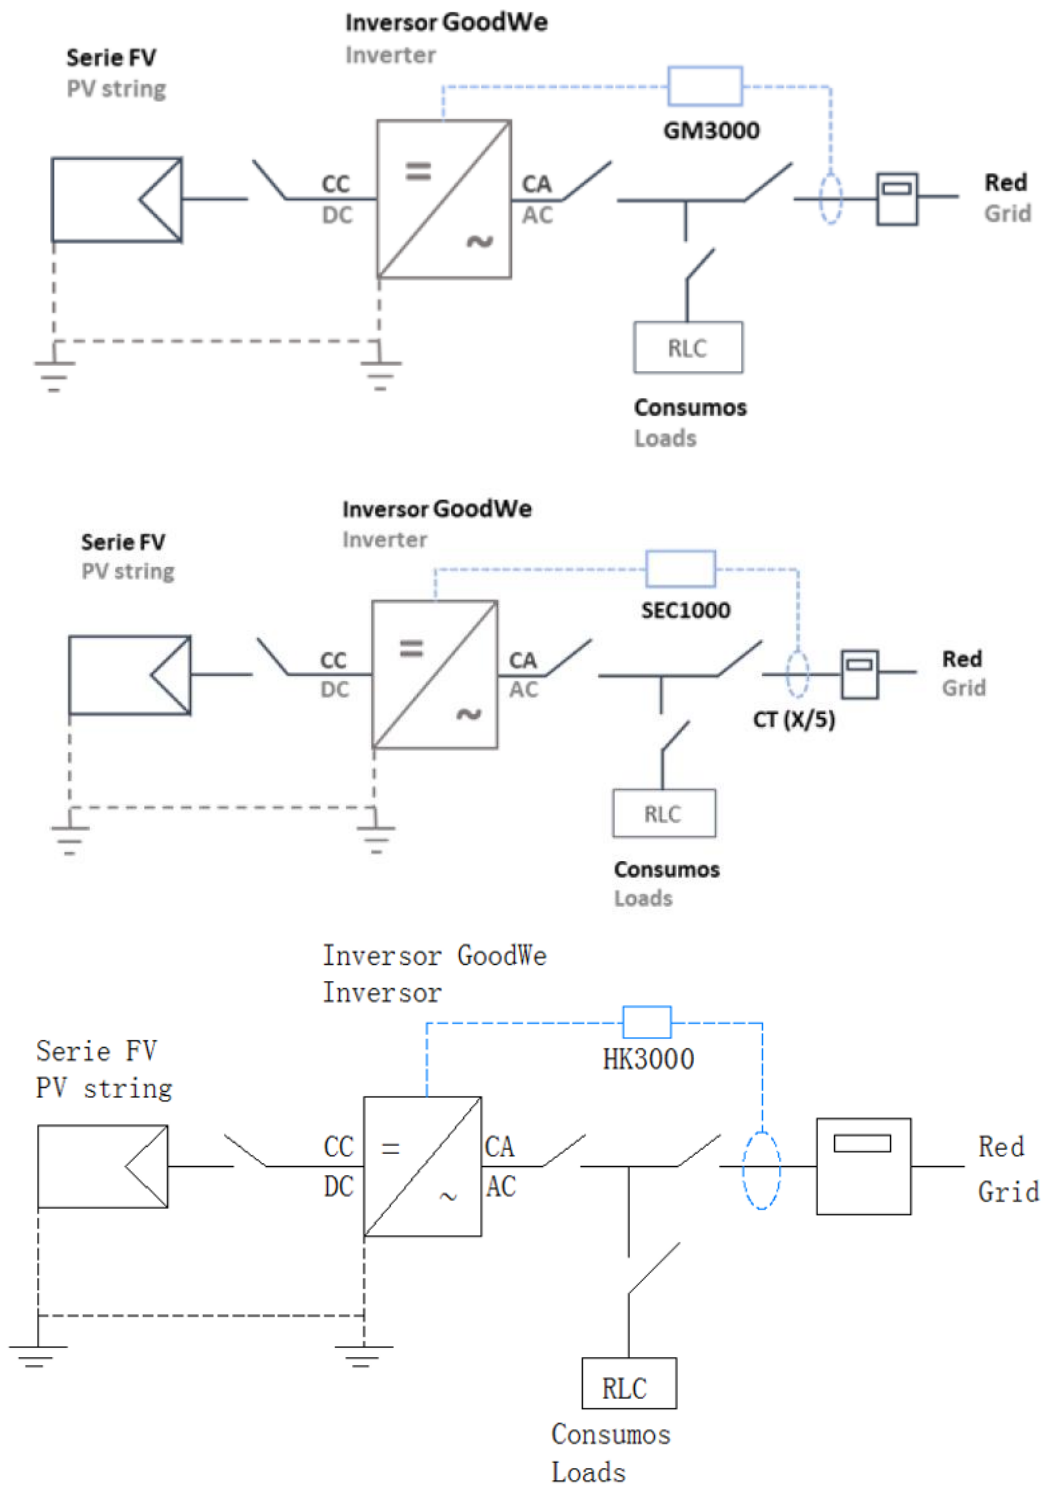 Inversor GoodWe
Inverter
Serie FV
PV string
GM3000
CC
DC
=
~
CA
AC
Red
Grid
RLC
Consumos
Loads
Inversor GoodWe
Inverter
Serie FV
PV string
SEC1000
CC
DC
=
~
CA
AC
Red
Grid
CT (X/5)
RLC
Consumos
Loads
Inversor GoodWe
Inversor
Serie FV
PV string
HK3000
CC
DC
=
~
CA
AC
Red
Grid
RLC
Consumos
Loads